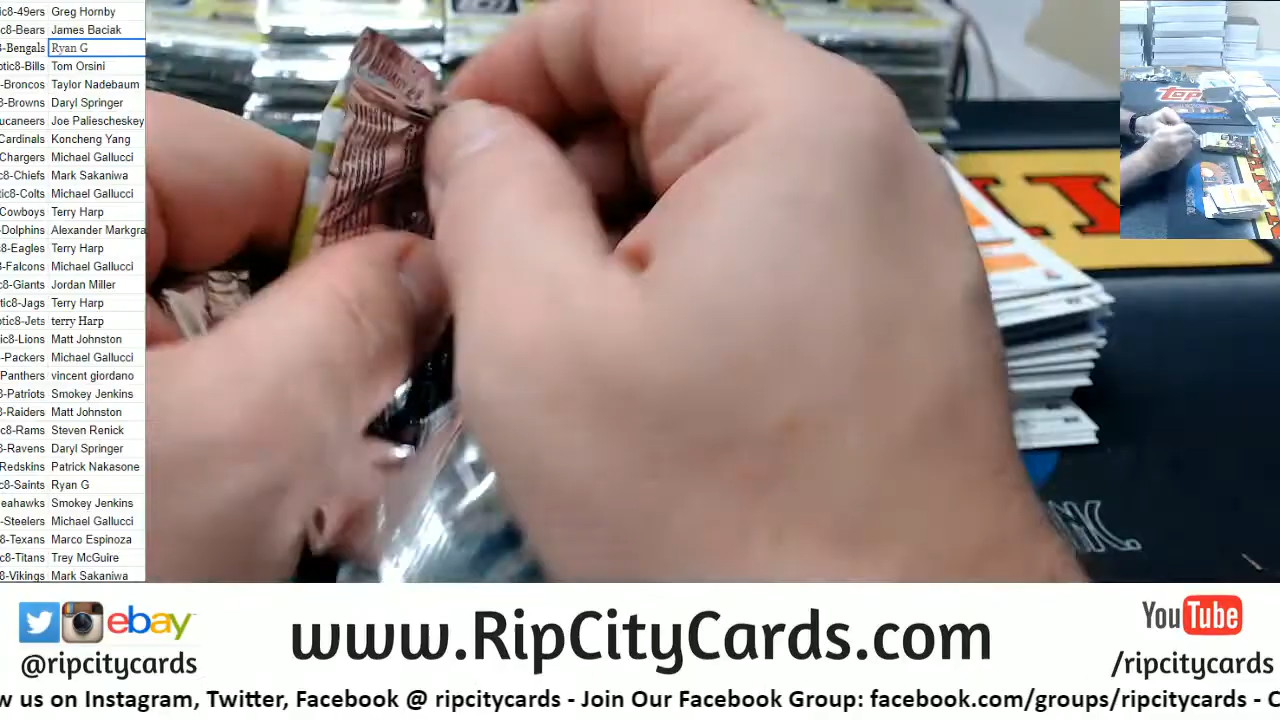 ic8-49ers Greg Hornby
ic8-Bears James Baciak
-Bengals Ryan G
otic8-Bills Tom Orsini
-Broncos Taylor Nadebaum
8-Browns Daryl Springer
ucaneers Joe Paliescheskey
Cardinals Koncheng Yang
Chargers Michael Gallucci
c8-Chiefs Mark Sakaniwa
tic8-Colts Michael Gallucci
Cowboys Terry Harp
-Dolphins Alexander Markgra
c8-Eagles Terry Harp
8-Falcons Michael Gallucci
c8-Giants Jordan Miller
tic8-Jags Terry Harp
otic8-Jets terry Harp
ic8-Lions Matt Johnston
-Packers Michael Gallucci
Panthers vincent giordano
8-Patriots Smokey Jenkins
8-Raiders Matt Johnston
c8-Rams Steven Renick
-Ravens Daryl Springer
Redskins Patrick Nakasone
c8-Saints Ryan G
eahawks Smokey Jenkins
-Steelers Michael Gallucci
8-Texans Marco Espinoza
ic8-Titans Trey McGuire
8-Vikings Mark Sakaniwa
ebay
@ripcitycards
www.RipCityCards.com
YouTube
/ripcitycards
w us on Instagram, Twitter, Facebook @ ripcitycards - Join Our Facebook Group: facebook.com/groups/ripcitycards - C